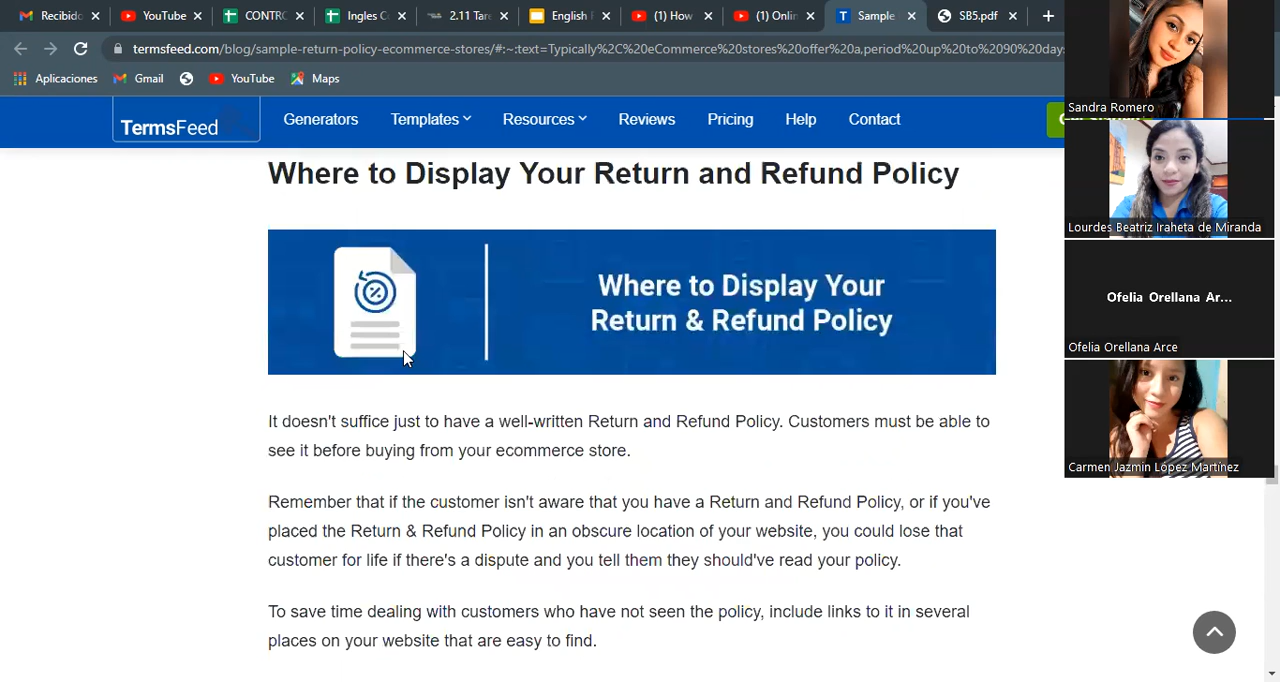 Recibido
YouTube
CONTRO
Ingles C
2.11 Tare
English F
(1) How
(1) Onlin
Sample
SB5.pdf
termsfeed.com/blog/sample-return-policy-ecommerce-stores/#:~:text=Typically%2C%20eCommerce%20stores%20offer%20a,period%20up%20to%2090%20day
Aplicaciones
Gmail
YouTube
Maps
TermsFeed
Generators
Templates
Resources
Reviews
Pricing
Help
Contact
Where to Display Your Return and Refund Policy
Where to Display Your
Return & Refund Policy
It doesn't suffice just to have a well-written Return and Refund Policy. Customers must be able to
see it before buying from your ecommerce store.
Remember that if the customer isn't aware that you have a Return and Refund Policy, or if you've
placed the Return & Refund Policy in an obscure location of your website, you could lose that
customer for life if there's a dispute and you tell them they should've read your policy.
To save time dealing with customers who have not seen the policy, include links to it in several
places on your website that are easy to find.
Sandra Romero
Lourdes Beatriz Iraheta de Miranda
Ofelia Orellana Ar...
Ofelia Orellana Arce
Carmen Jazmin López Martínez